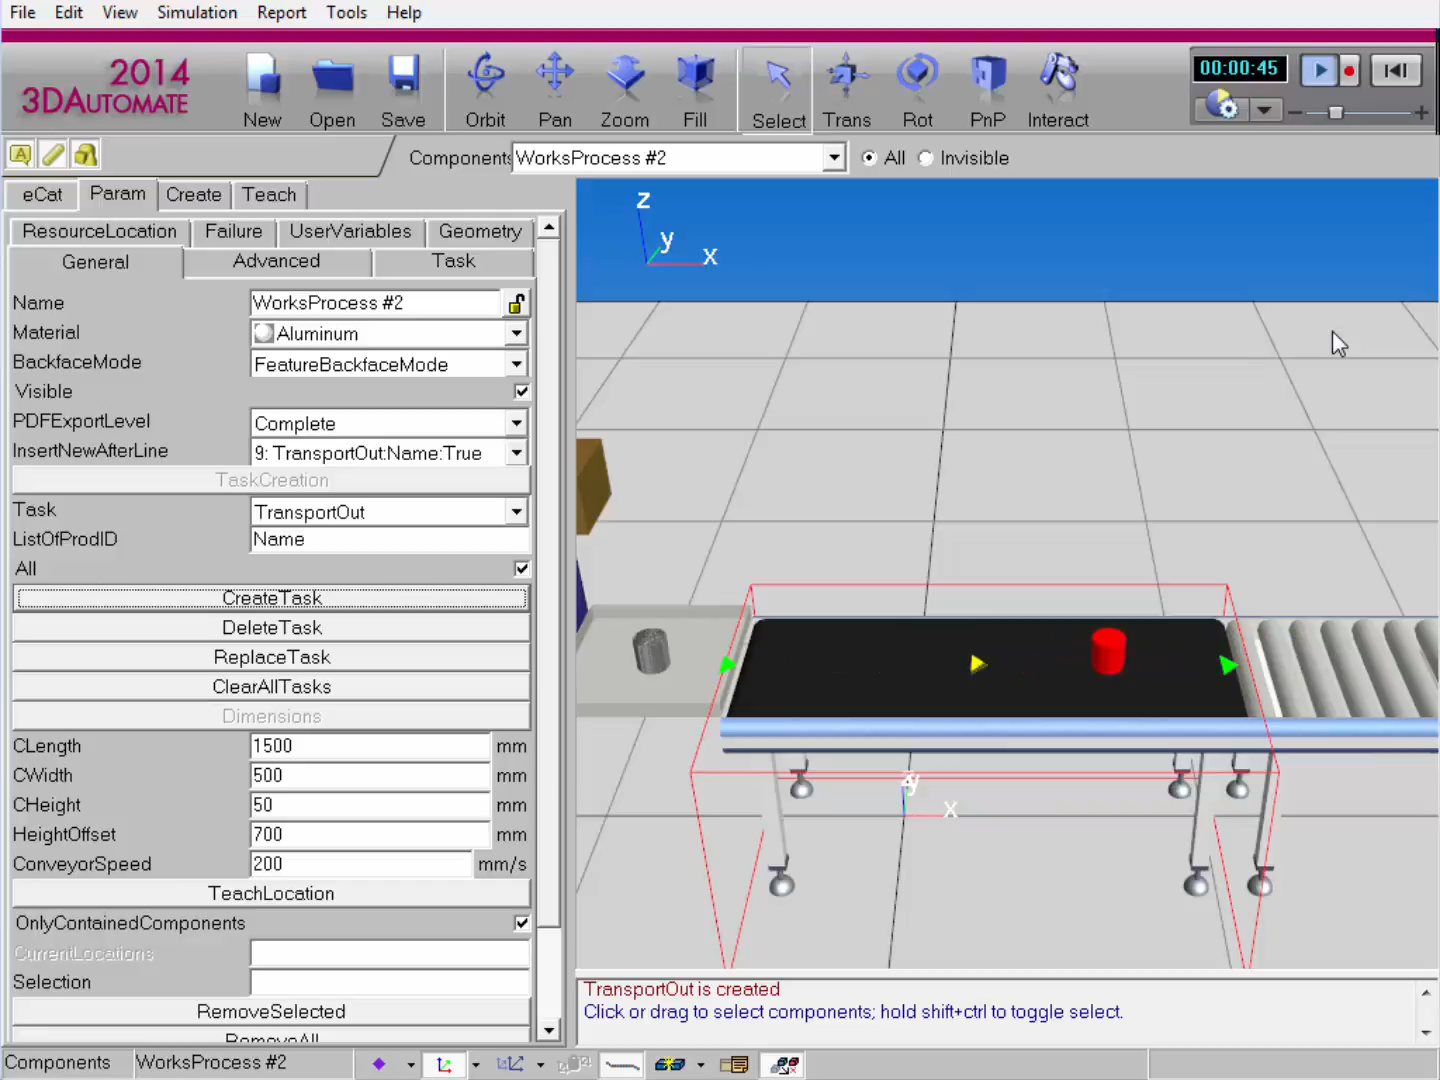 File Edit View Simulation Report Tools Help
2014
3DAUTOMATE
New Open Save Orbit Pan Zoom Fill Select Trans Rot PnP Interact
00:00:45
Components WorksProcess #2 All Invisible
eCat Param Create Teach
ResourceLocation Failure UserVariables Geometry
General Advanced Task
Name WorksProcess #2
Material Aluminum
BackfaceMode FeatureBackfaceMode
Visible
PDFExportLevel Complete
InsertNewAfterLine 9: TransportOut:Name:True
TaskCreation
Task TransportOut
ListOfProdID Name
All
CreateTask
DeleteTask
ReplaceTask
ClearAllTasks
Dimensions
CLength 1500 mm
CWidth 500 mm
CHeight 50 mm
HeightOffset 700 mm
ConveyorSpeed 200 mm/s
TeachLocation
OnlyContainedComponents
CurrentLocations
Selection
RemoveSelected
RemoveAll
z
y
x
y
x
TransportOut is created
Click or drag to select components; hold shift+ctrl to toggle select.
Components WorksProcess #2